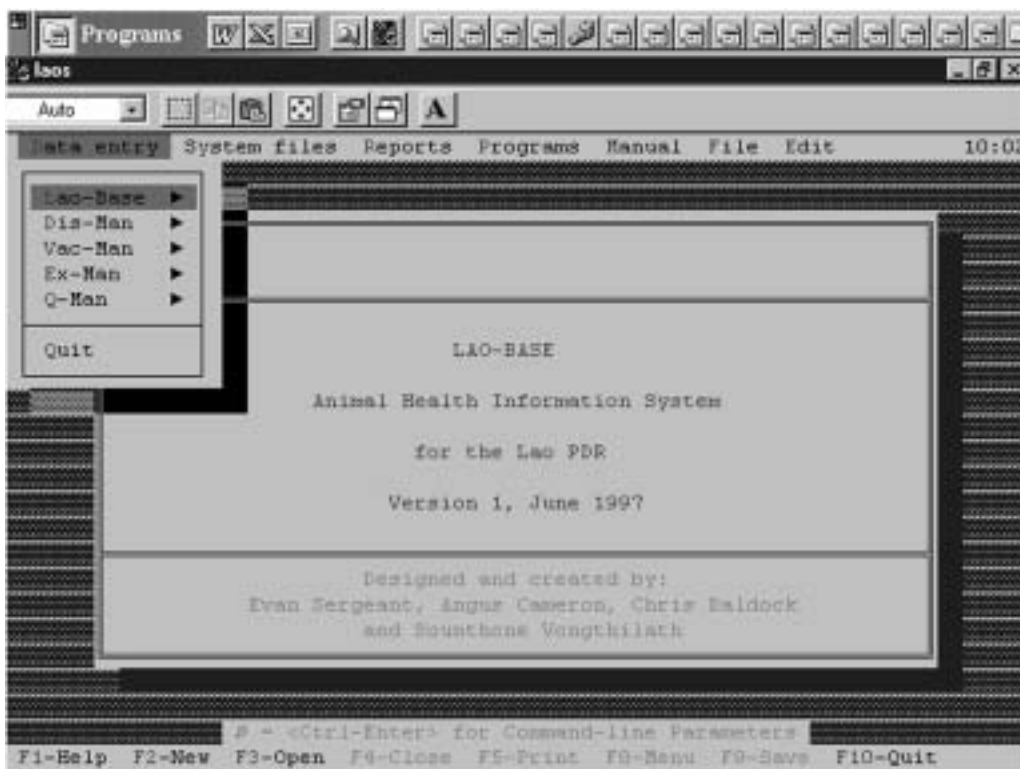 Programs
laos
Auto
A
Data entry System files Reports Programs Manual File Edit 10:02
Lao-Base
Dis-Man
Vac-Man
Ex-Man
Q-Man
Quit
LAO-BASE
Animal Health Information System
for the Lao PDR
Version 1, June 1997
Designed and created by:
Evan Sergeant, Angus Cameron, Chris Baldock
and Bounthone Vongthilath
= <Ctrl-Enter> for Command-line Parameters
F1-Help F2-New F3-Open F4-Close F5-Print F8-Menu F9-Save F10-Quit